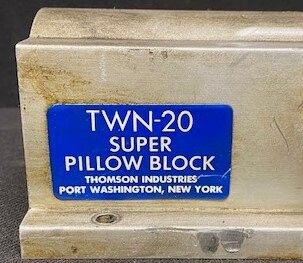 TWN-20
SUPER
PILLOW BLOCK
THOMSON INDUSTRIES
PORT WASHINGTON, NEW YORK